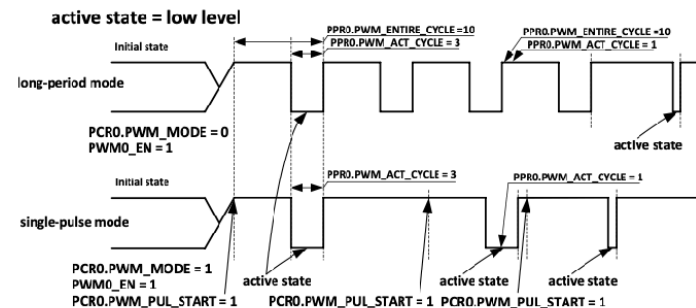 active state = low level
Initial state
PPR0.PWM_ENTIRE_CYCLE =10
PPR0.PWM_ACT_CYCLE = 3
PPR0.PWM_ENTIRE_CYCLE =10
PPR0.PWM_ACT_CYCLE = 1
long-period mode
PCR0.PWM_MODE = 0
PWM0_EN = 1
active state
Initial state
PPR0.PWM_ACT_CYCLE = 3
PPR0.PWM_ACT_CYCLE = 1
single-pulse mode
PCR0.PWM_MODE = 1
PWM0_EN = 1
PCR0.PWM_PUL_START = 1
active state
PCR0.PWM_PUL_START = 1
active state
PCR0.PWM_PUL_START = 1
active state